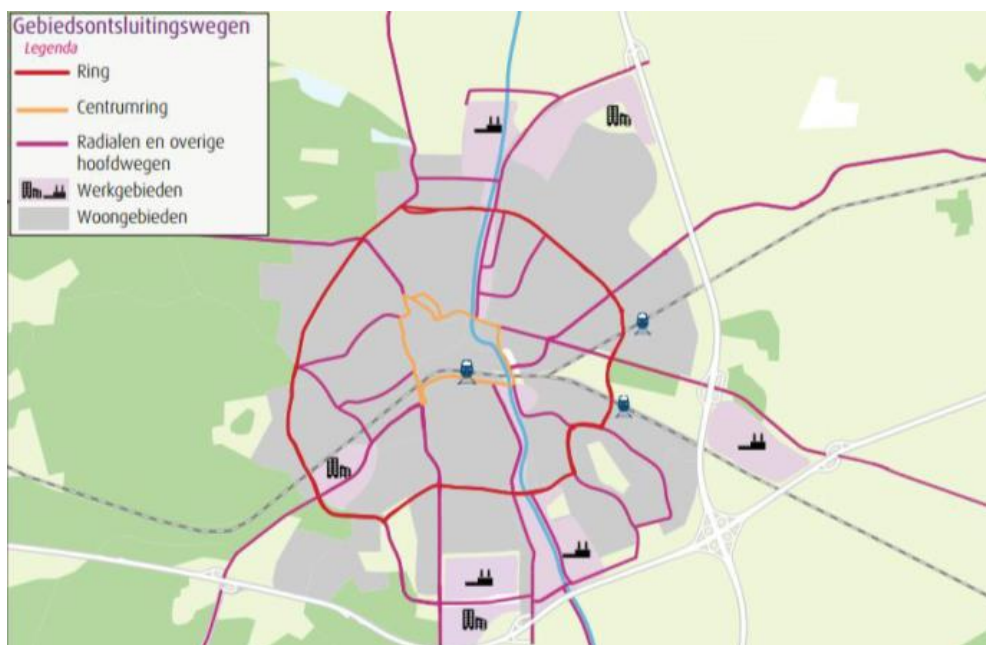 Gebiedsontsluitingswegen
Legenda
Ring
Centrumring
Radialen en overige
hoofdwegen
Werkgebieden
Woongebieden